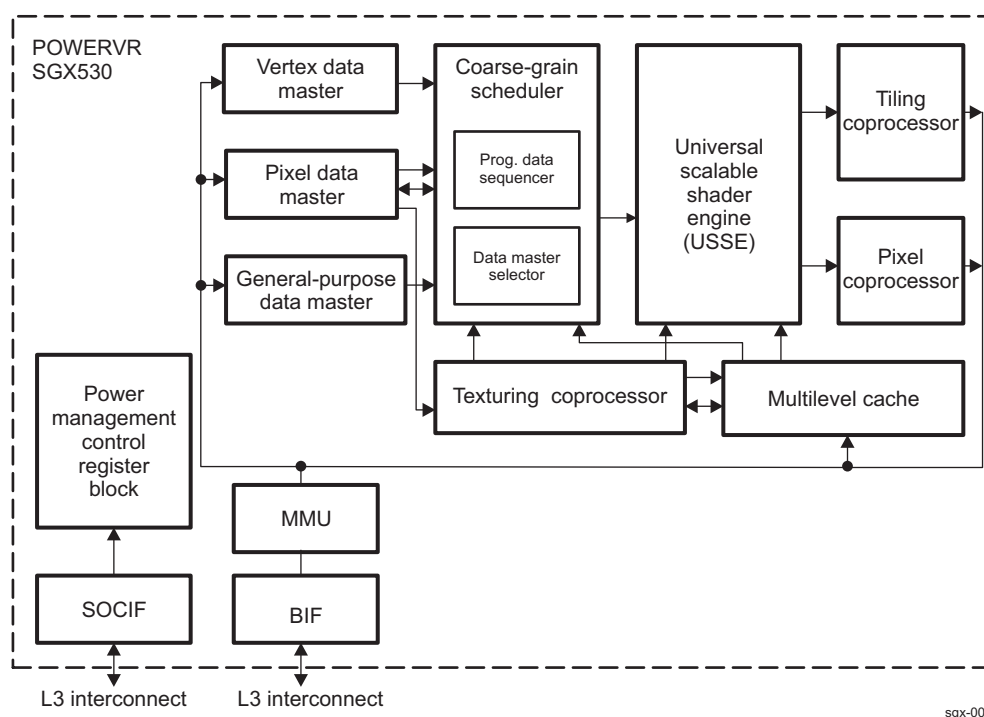 POWERVR
SGX530
Vertex data
master
Coarse-grain
scheduler
Tiling
coprocessor
Pixel data
master
Prog. data
sequencer
Universal
scalable
shader
engine
(USSE)
General-purpose
data master
Data master
selector
Pixel
coprocessor
Power
management
control
register
block
Texturing coprocessor
Multilevel cache
MMU
SOCIF
BIF
L3 interconnect
L3 interconnect